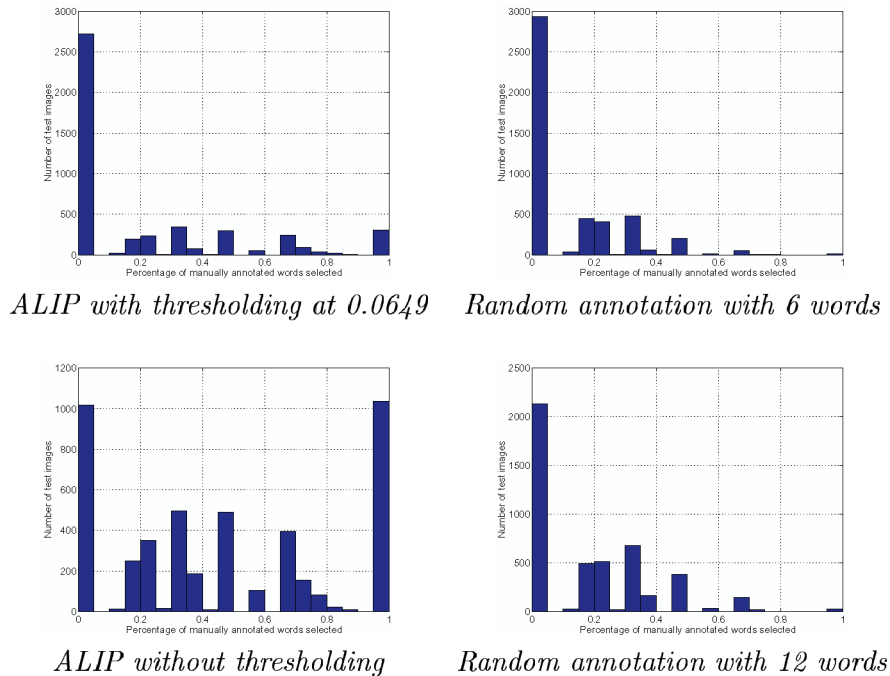 3000
2500
2000
1500
1000
500
0
Number of test images
0 0.2 0.4 0.6 0.8 1
Percentage of manually annotated words selected
ALIP with thresholding at 0.0649
3000
2500
2000
1500
1000
500
0
Number of test images
0 0.2 0.4 0.6 0.8 1
Percentage of manually annotated words selected
Random annotation with 6 words
1200
1000
800
600
400
200
0
Number of test images
0 0.2 0.4 0.6 0.8 1
Percentage of manually annotated words selected
ALIP without thresholding
2500
2000
1500
1000
500
0
Number of test images
0 0.2 0.4 0.6 0.8 1
Percentage of manually annotated words selected
Random annotation with 12 words